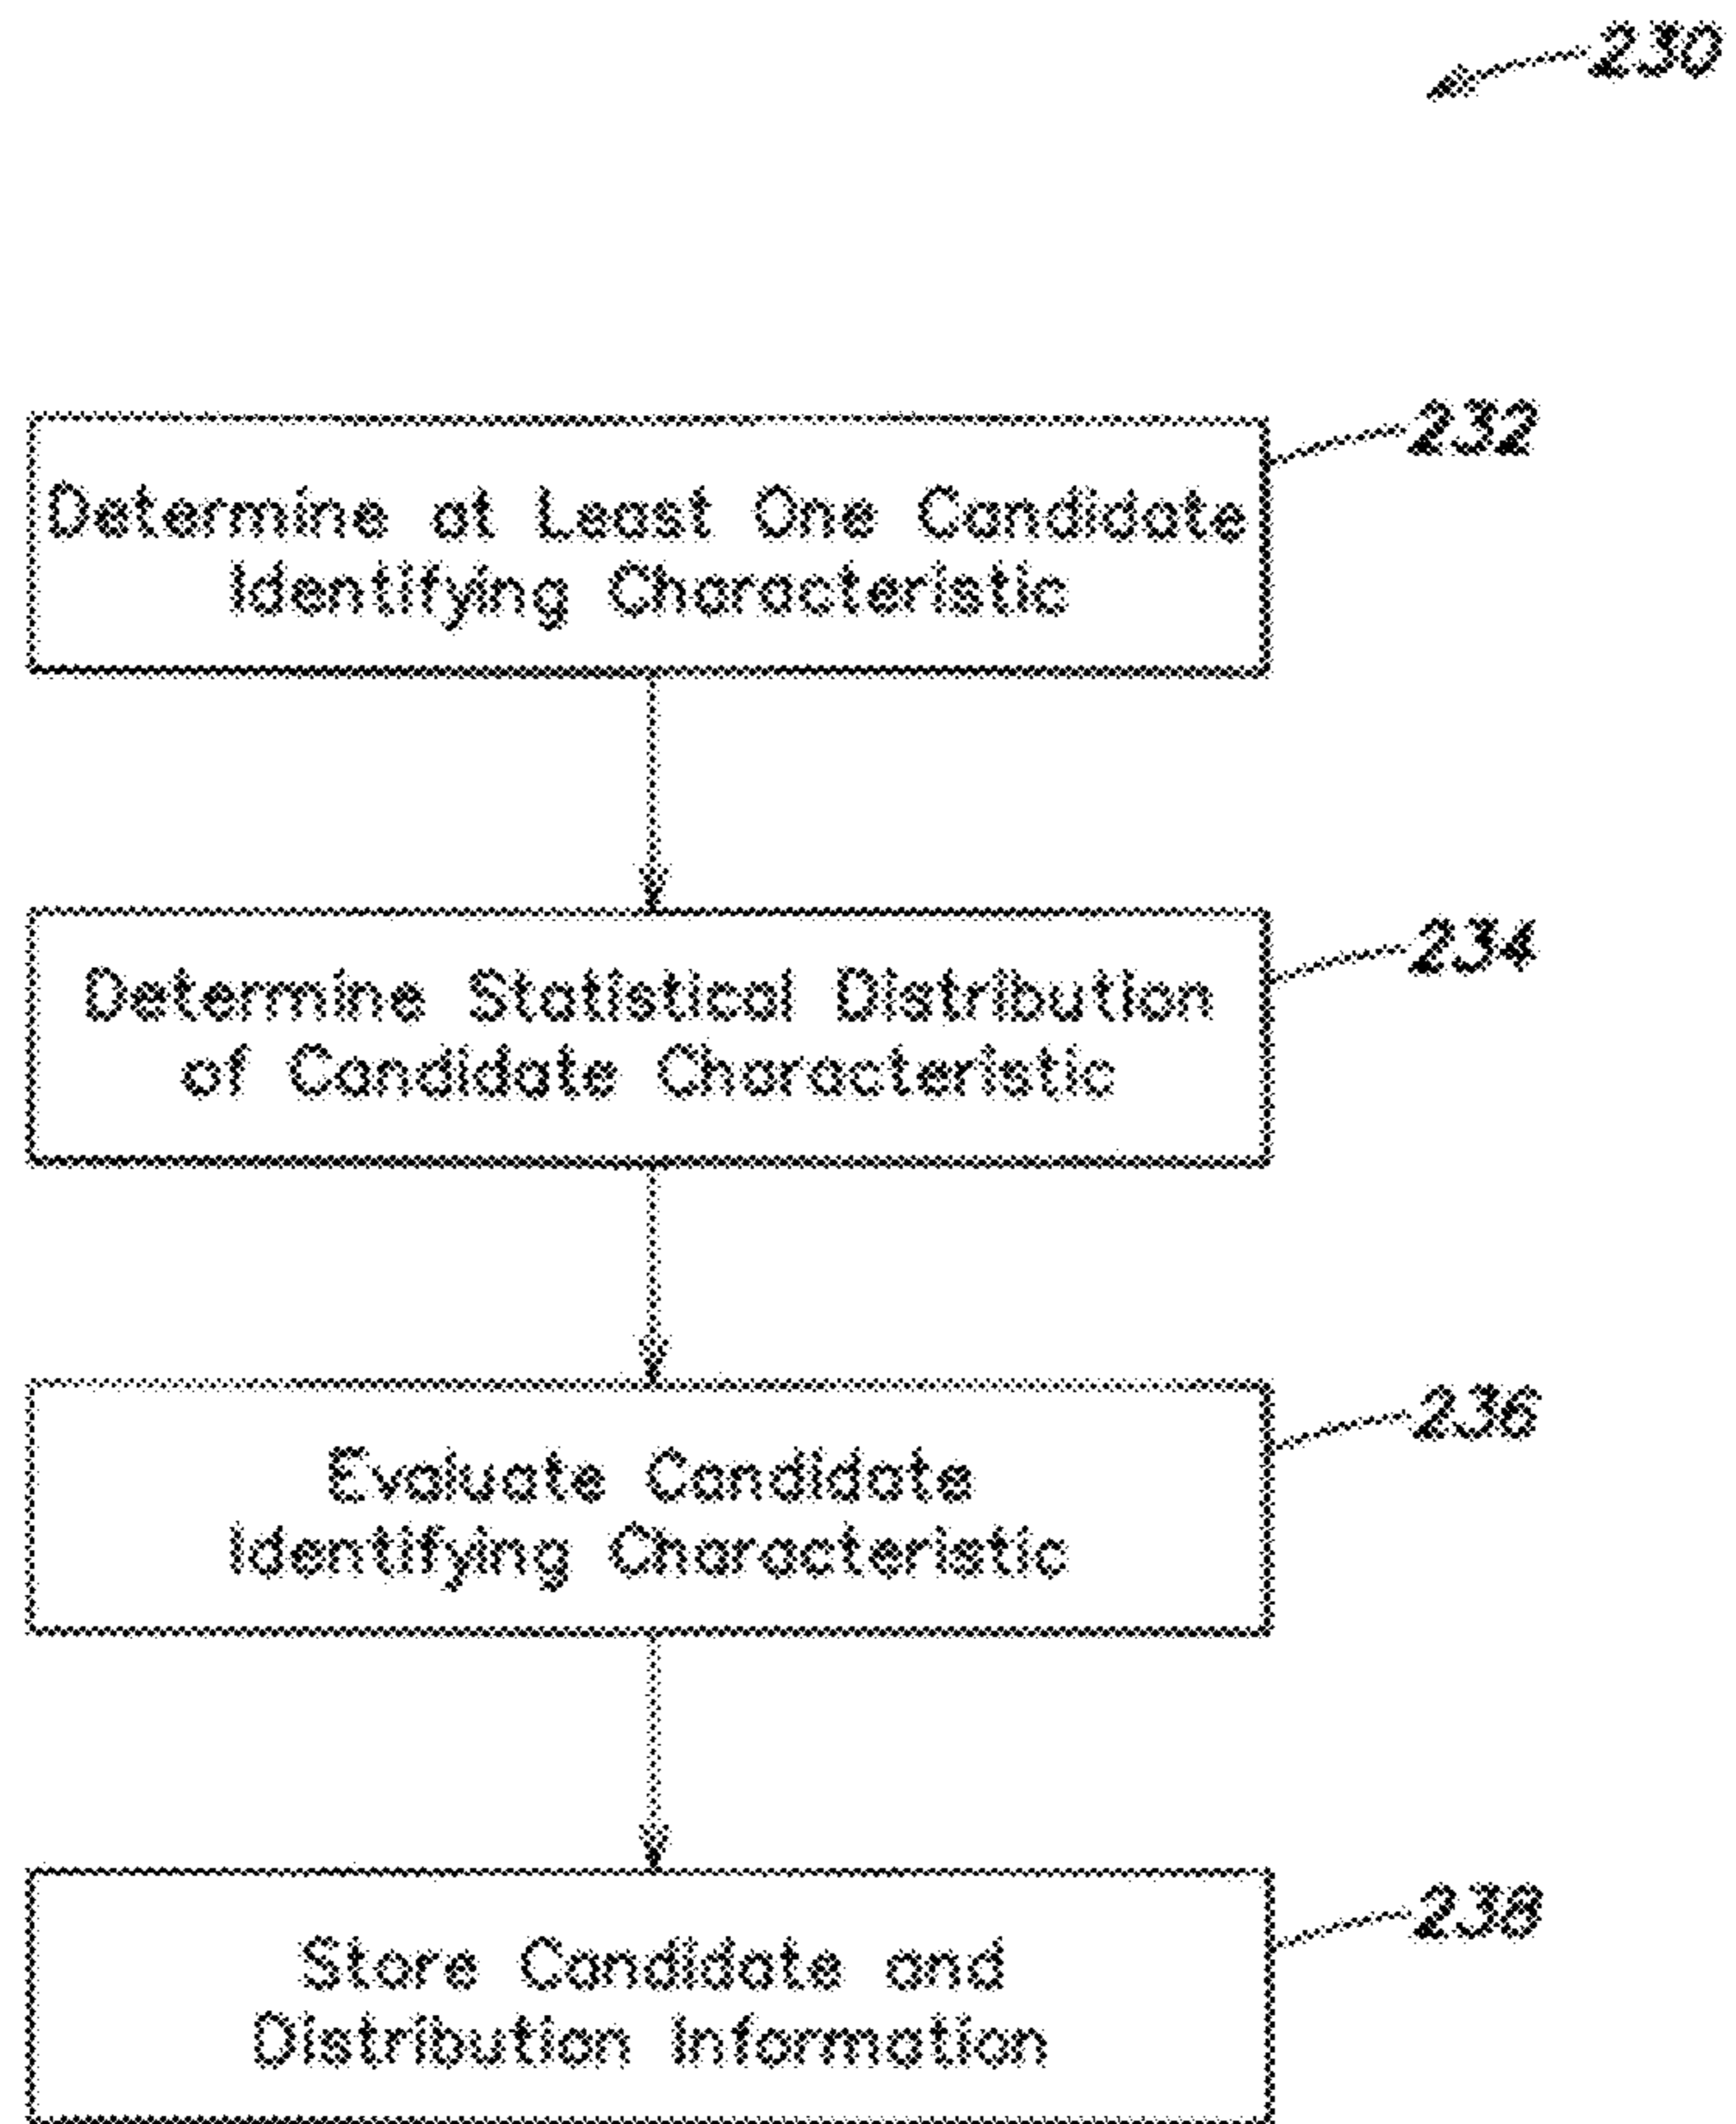 230
232
Determine at Least One Candidate
Identifying Characteristic
234
Determine Statistical Distribution
of Candidate Characteristic
236
Evaluate Candidate
Identifying Characteristic
238
Store Candidate and
Distribution Information